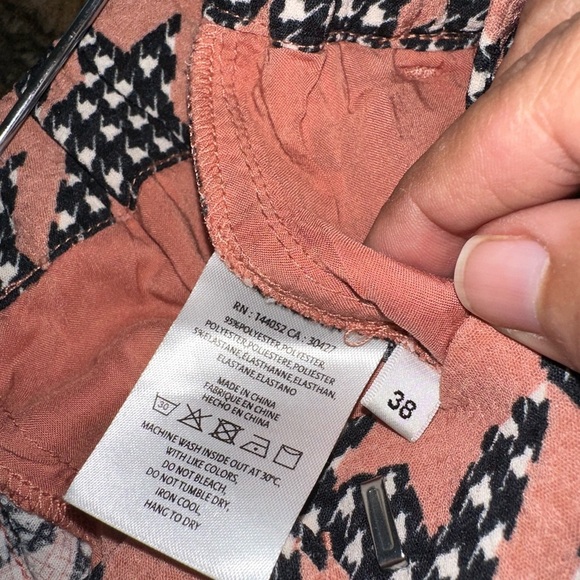 RN : 144052 CA : 30427
95%POLYESTER,POLYESTER,
POLYESTER,POLIESTERE,POLIÉSTER
5%ELASTANE,ÉLASTHANNE,ELASTHAN,
ELASTANE,ELASTANO
MADE IN CHINA
FABRIQUÉ EN CHINE
HECHO EN CHINA
30
MACHINE WASH INSIDE OUT AT 30℃,
WITH LIKE COLORS,
DO NOT BLEACH,
DO NOT TUMBLE DRY,
IRON COOL,
HANG TO DRY
38